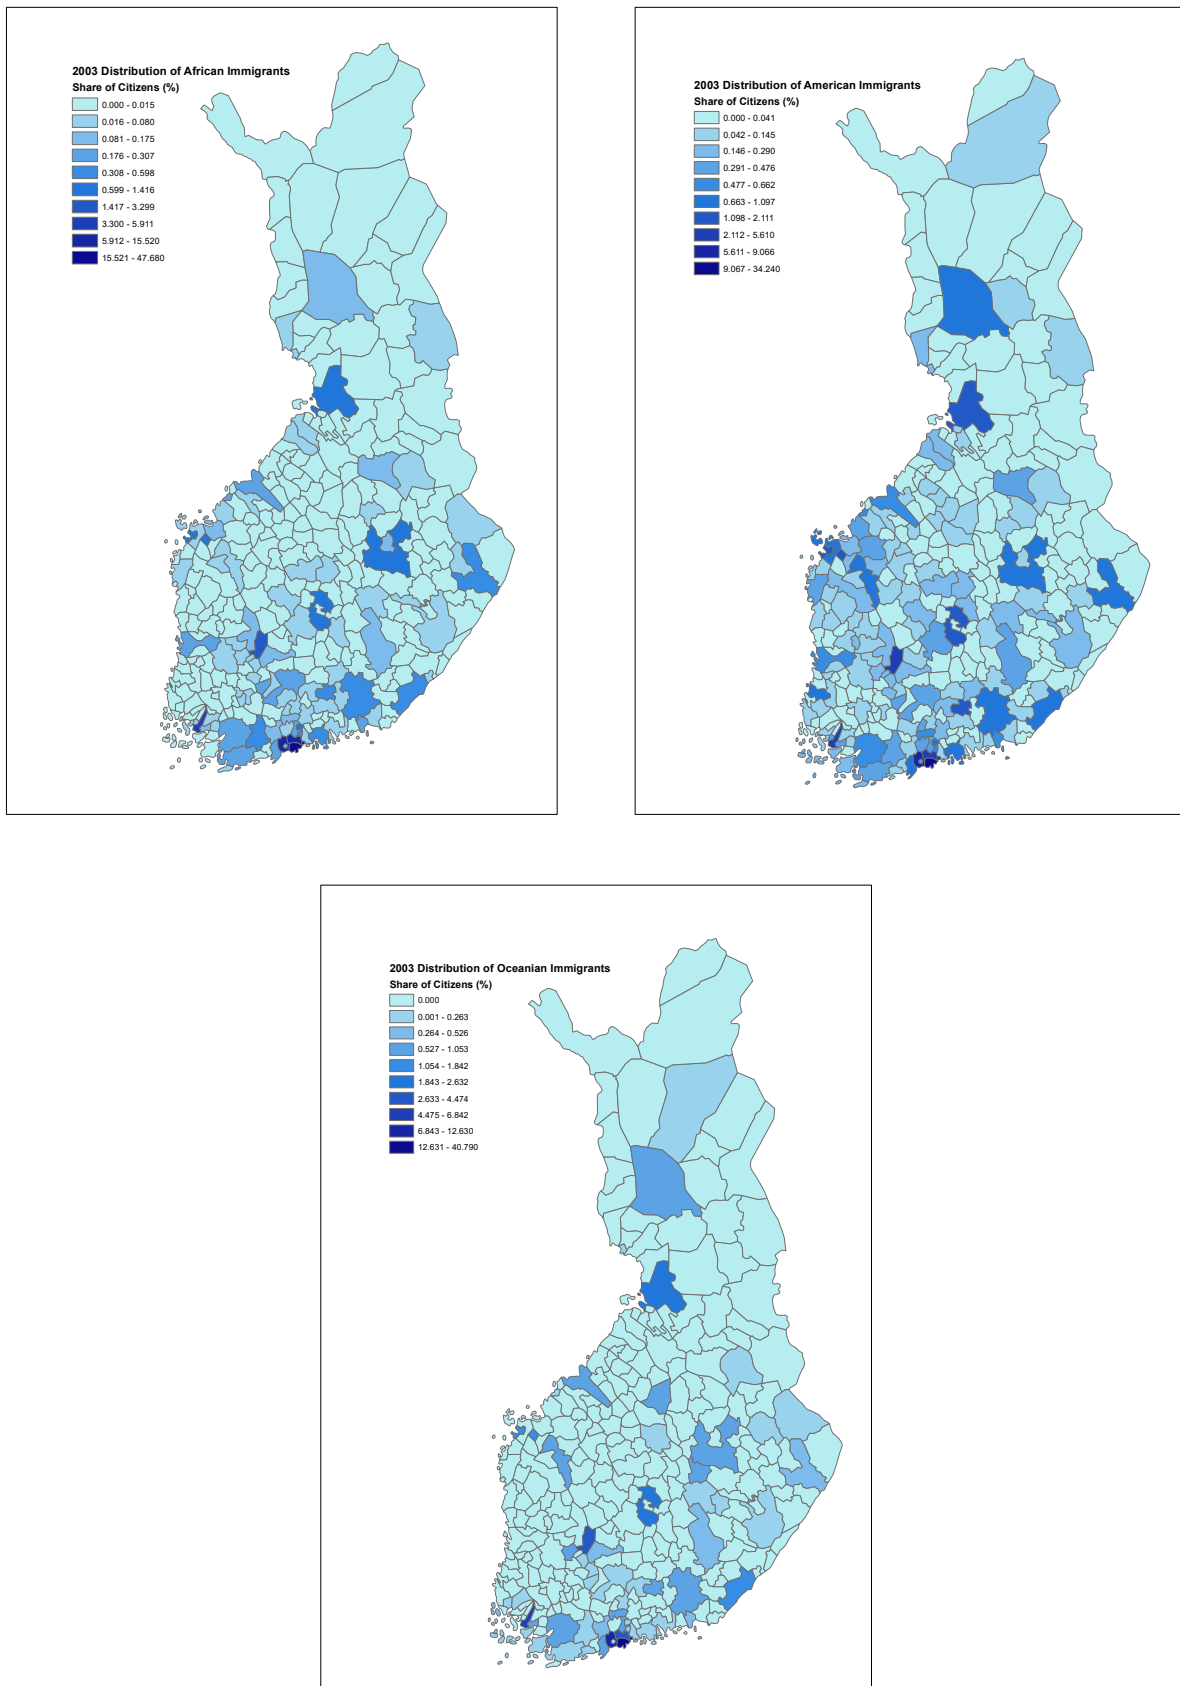 2003 Distribution of African Immigrants
Share of Citizens (%)
0.000 - 0.015
0.016 - 0.080
0.081 - 0.175
0.176 - 0.307
0.308 - 0.598
0.599 - 1.416
1.417 - 3.299
3.300 - 5.911
5.912 - 15.520
15.521 - 47.680
2003 Distribution of American Immigrants
Share of Citizens (%)
0.000 - 0.041
0.042 - 0.145
0.146 - 0.290
0.291 - 0.476
0.477 - 0.662
0.663 - 1.097
1.098 - 2.111
2.112 - 5.610
5.611 - 9.066
9.067 - 34.240
2003 Distribution of Oceanian Immigrants
Share of Citizens (%)
0.000
0.001 - 0.263
0.264 - 0.526
0.527 - 1.053
1.054 - 1.842
1.843 - 2.632
2.633 - 4.474
4.475 - 6.842
6.843 - 12.630
12.631 - 40.790